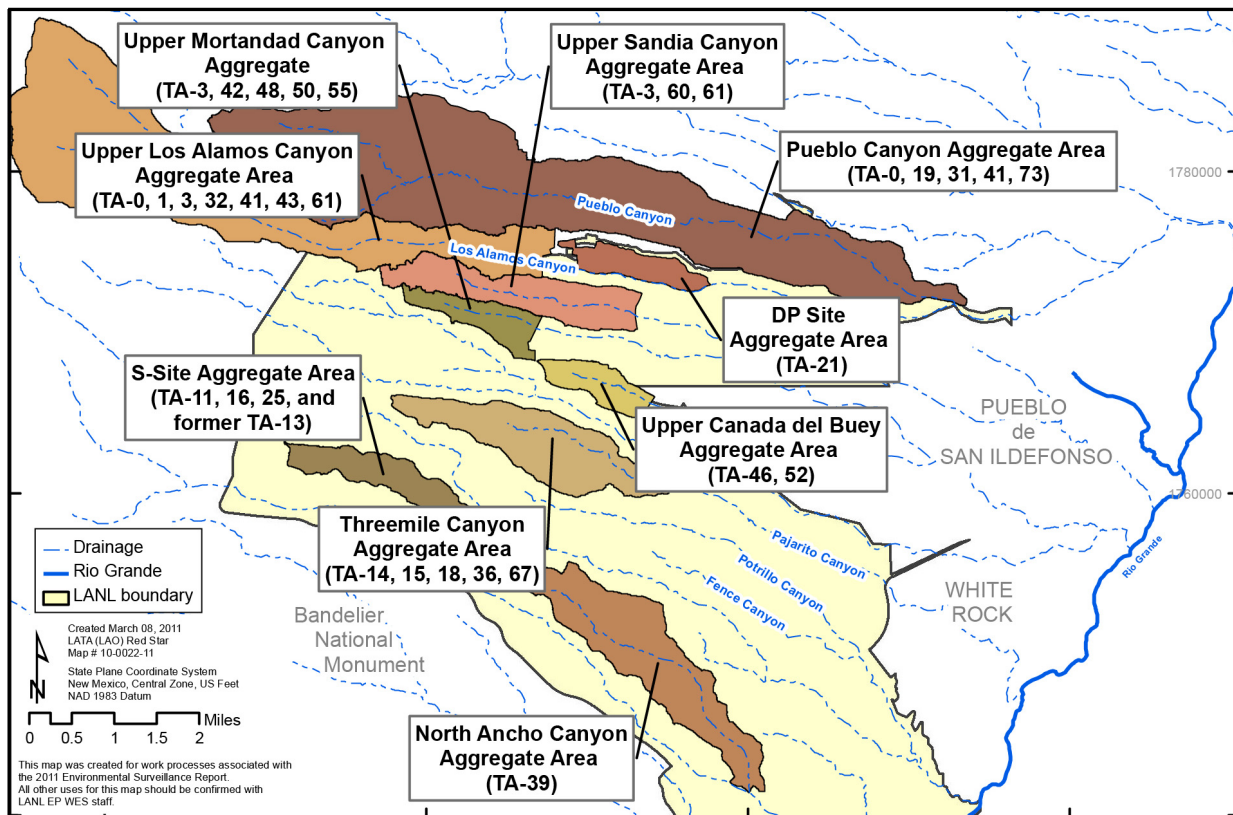 Upper Mortandad Canyon
Aggregate
(TA-3, 42, 48, 50, 55)
Upper Sandia Canyon
Aggregate Area
(TA-3, 60, 61)
Upper Los Alamos Canyon
Aggregate Area
(TA-0, 1, 3, 32, 41, 43, 61)
Pueblo Canyon Aggregate Area
(TA-0, 19, 31, 41, 73)
1780000
Pueblo Canyon
Los Alamos Canyon
DP Site
Aggregate Area
(TA-21)
S-Site Aggregate Area
(TA-11, 16, 25, and
former TA-13)
Upper Canada del Buey
Aggregate Area
(TA-46, 52)
PUEBLO
de
SAN ILDEFONSO
1760000
Threemile Canyon
Aggregate Area
(TA-14, 15, 18, 36, 67)
Pajarito Canyon
Potrillo Canyon
Fence Canyon
Rio Grande
WHITE
ROCK
Bandelier
National
Monument
North Ancho Canyon
Aggregate Area
(TA-39)
Drainage
Rio Grande
LANL boundary
Created March 08, 2011
LATA (LAO) Red Star
Map # 10-0022-11
State Plane Coordinate System
New Mexico, Central Zone, US Feet
NAD 1983 Datum
N
Miles
0 0.5 1 1.5 2
This map was created for work processes associated with
the 2011 Environmental Surveillance Report.
All other uses for this map should be confirmed with
LANL EP WES staff.